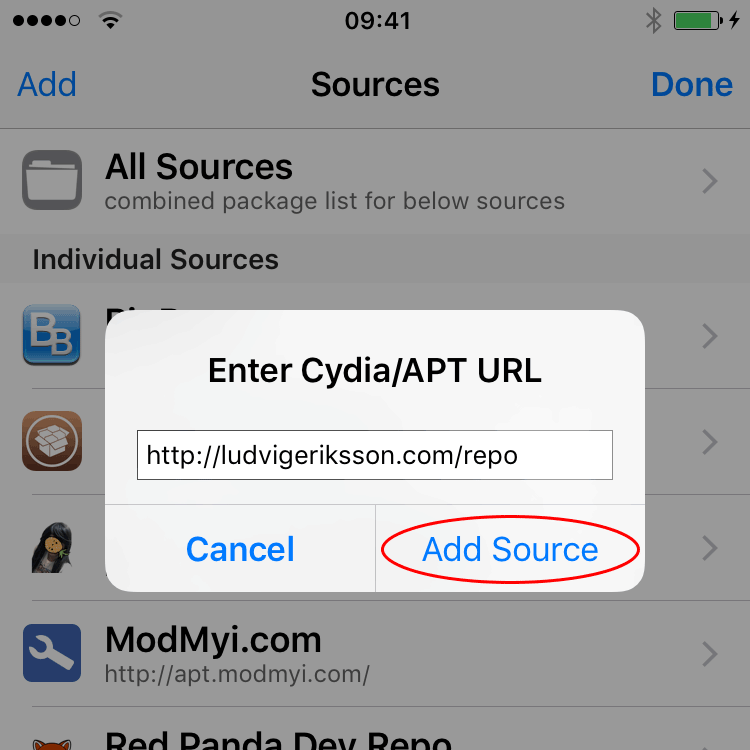 09:41
Add
Sources
Done
All Sources
combined package list for below sources
Individual Sources
BB
Enter Cydia/APT URL
http://ludvigeriksson.com/repo
Cancel
Add Source
ModMyi.com
http://apt.modmyi.com/
Red Panda Dev Repo